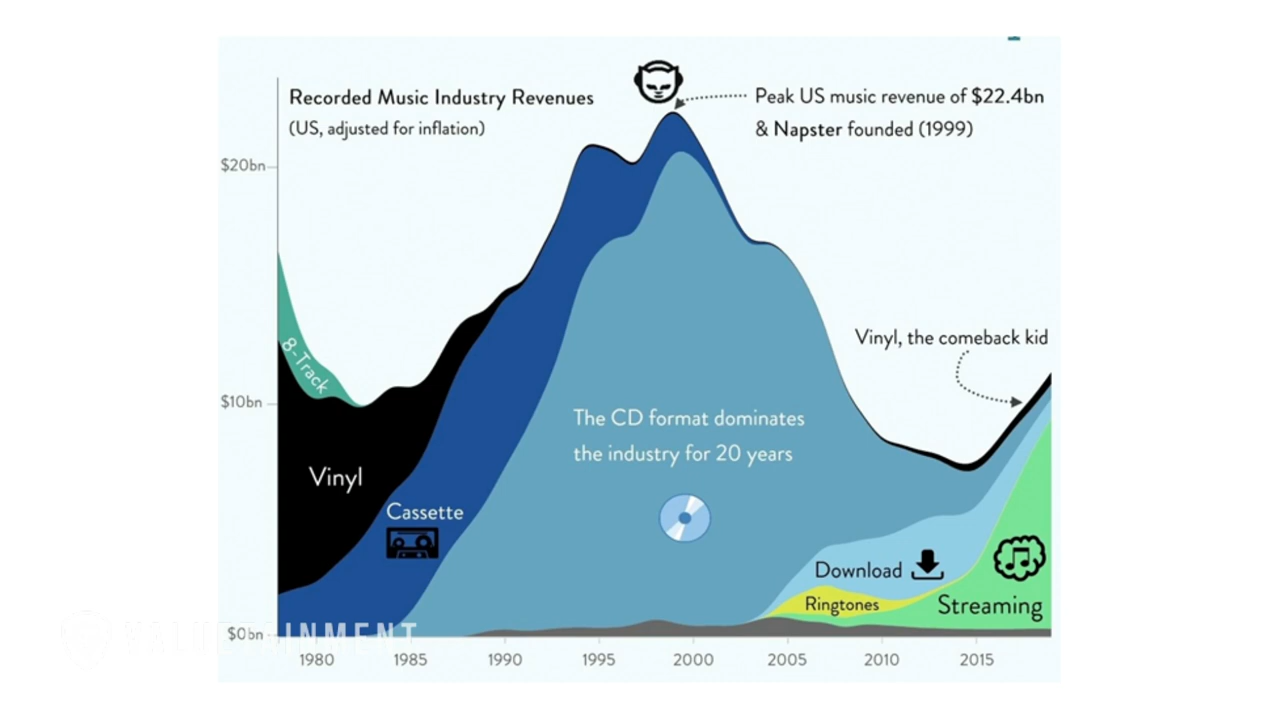 Recorded Music Industry Revenues
(US, adjusted for inflation)
Peak US music revenue of $22.4bn
& Napster founded (1999)
$20bn
Vinyl, the comeback kid
8-Track
$10bn
The CD format dominates
the industry for 20 years
Vinyl
Cassette
Download
Ringtones
Streaming
$0bn
VALUETAINMENT
1980 1985 1990 1995 2000 2005 2010 2015